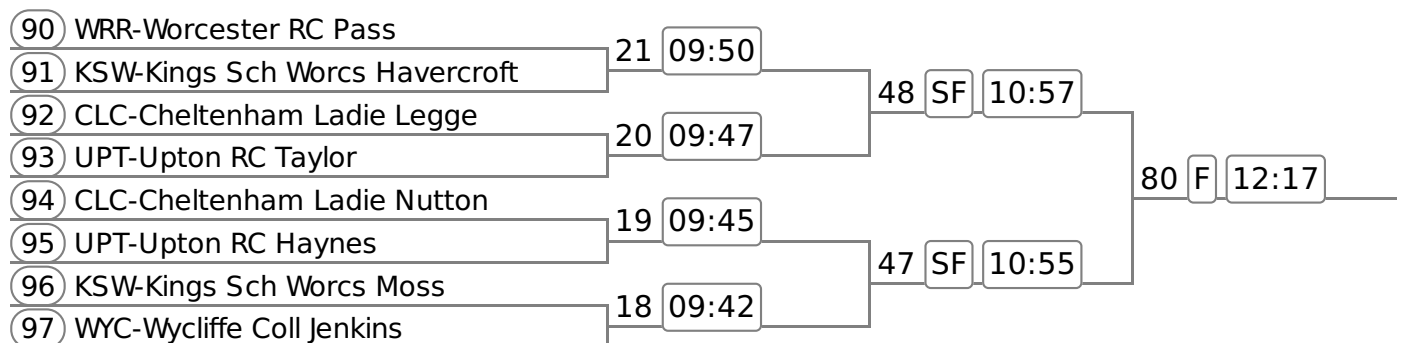 90 WRR-Worcester RC Pass
21 09:50
91 KSW-Kings Sch Worcs Havercroft
48 SF 10:57
92 CLC-Cheltenham Ladie Legge
20 09:47
93 UPT-Upton RC Taylor
80 F 12:17
94 CLC-Cheltenham Ladie Nutton
19 09:45
95 UPT-Upton RC Haynes
47 SF 10:55
96 KSW-Kings Sch Worcs Moss
18 09:42
97 WYC-Wycliffe Coll Jenkins